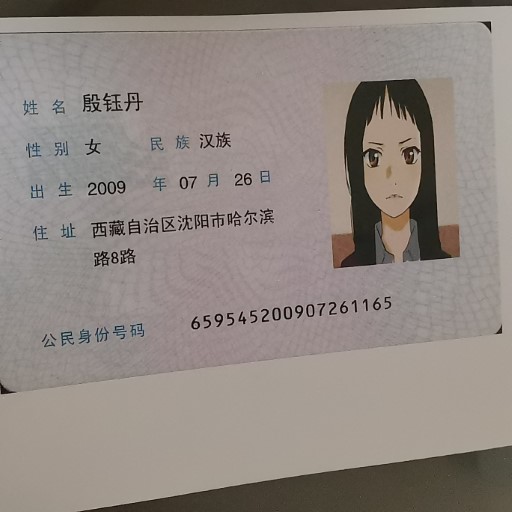 姓名 殷钰丹
性别 女 民族 汉族
出生 2009 年 07 月 26 日
住址 西藏自治区沈阳市哈尔滨
路8路
公民身份号码 659545200907261165